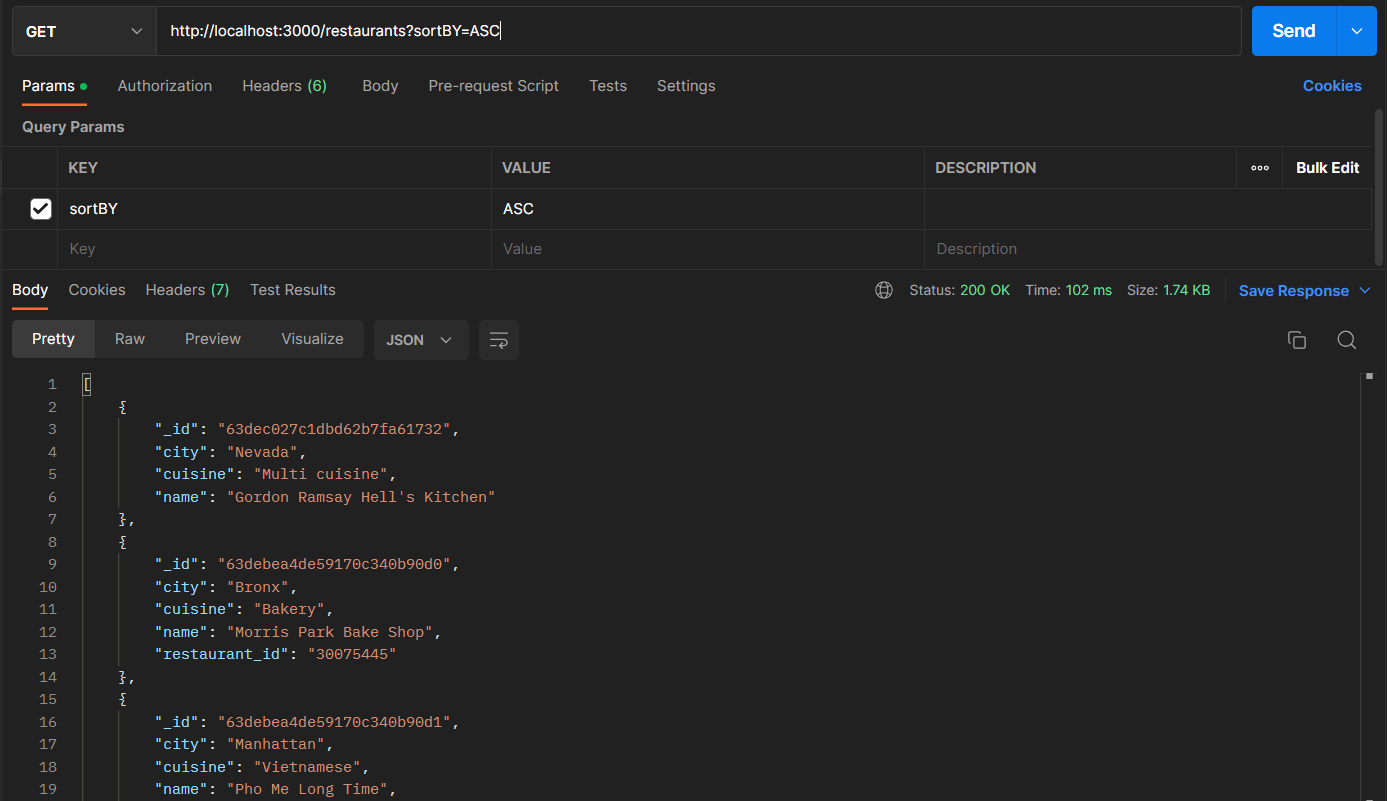 GET http://localhost:3000/restaurants?sortBY=ASC Send
Params Authorization Headers (6) Body Pre-request Script Tests Settings Cookies
Query Params
KEY VALUE DESCRIPTION ooo Bulk Edit
sortBY ASC
Key Value Description
Body Cookies Headers (7) Test Results Status: 200 OK Time: 102 ms Size: 1.74 KB Save Response
Pretty Raw Preview Visualize JSON
1 [
2 {
3 "_id": "63dec027c1dbd62b7fa61732",
4 "city": "Nevada",
5 "cuisine": "Multi cuisine",
6 "name": "Gordon Ramsay Hell's Kitchen"
7 },
8 {
9 "_id": "63debea4de59170c340b90d0",
10 "city": "Bronx",
11 "cuisine": "Bakery",
12 "name": "Morris Park Bake Shop",
13 "restaurant_id": "30075445"
14 },
15 {
16 "_id": "63debea4de59170c340b90d1",
17 "city": "Manhattan",
18 "cuisine": "Vietnamese",
19 "name": "Pho Me Long Time",